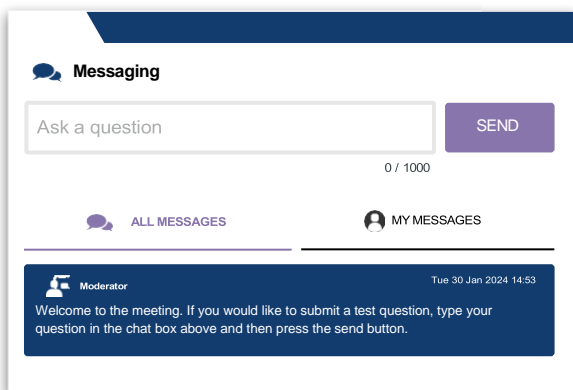 Messaging
Ask a question
SEND
0 / 1000
ALL MESSAGES
MY MESSAGES
Moderator
Tue 30 Jan 2024 14:53
Welcome to the meeting. If you would like to submit a test question, type your
question in the chat box above and then press the send button.